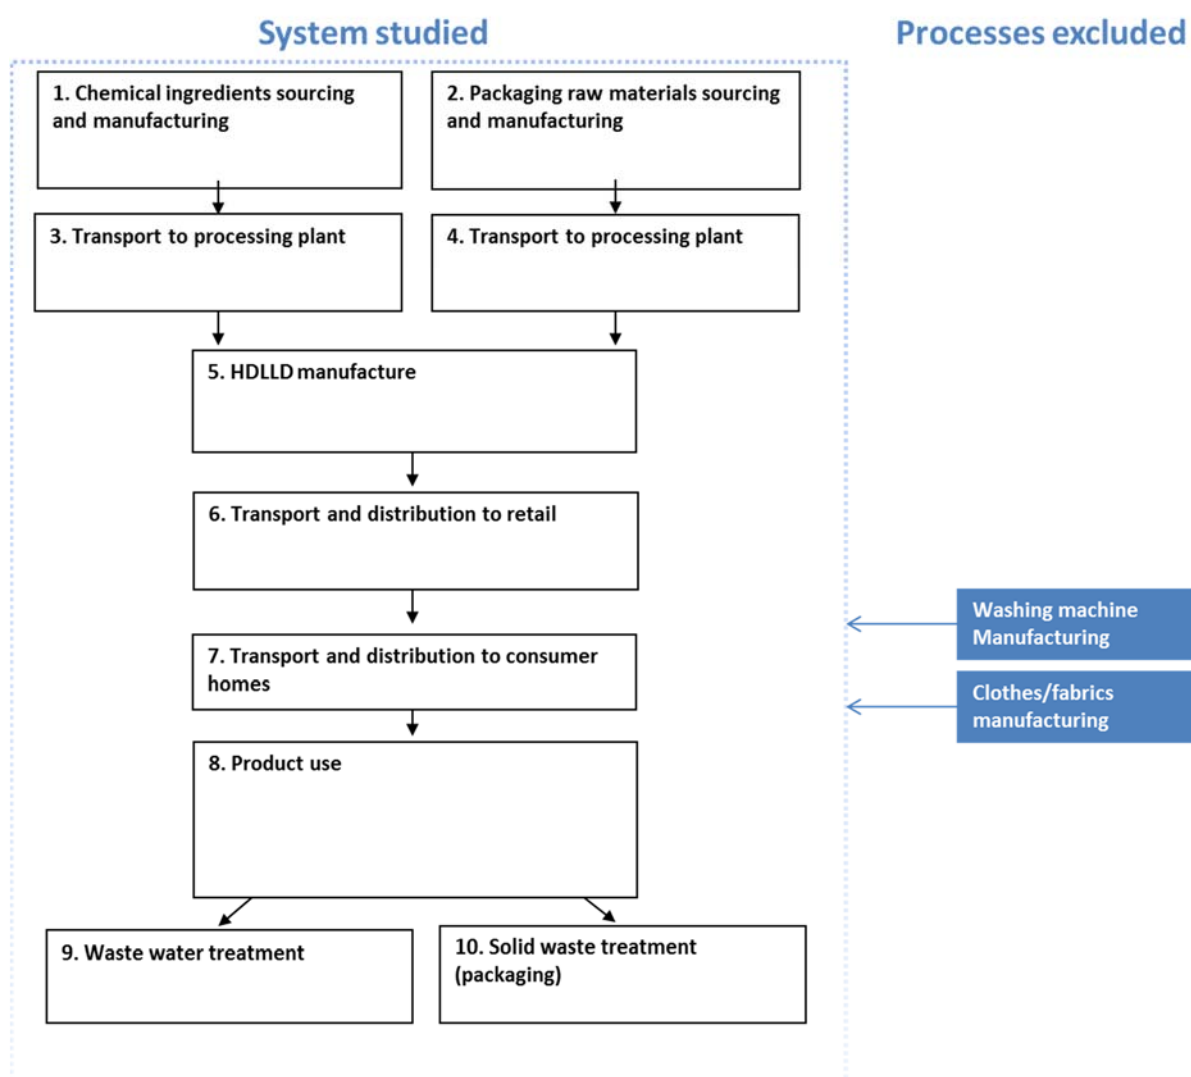 System studied
Processes excluded
1. Chemical ingredients sourcing
and manufacturing
2. Packaging raw materials sourcing
and manufacturing
3. Transport to processing plant
4. Transport to processing plant
5. HDLLD manufacture
6. Transport and distribution to retail
Washing machine
Manufacturing
7. Transport and distribution to consumer
homes
Clothes/fabrics
manufacturing
8. Product use
9. Waste water treatment
10. Solid waste treatment
(packaging)